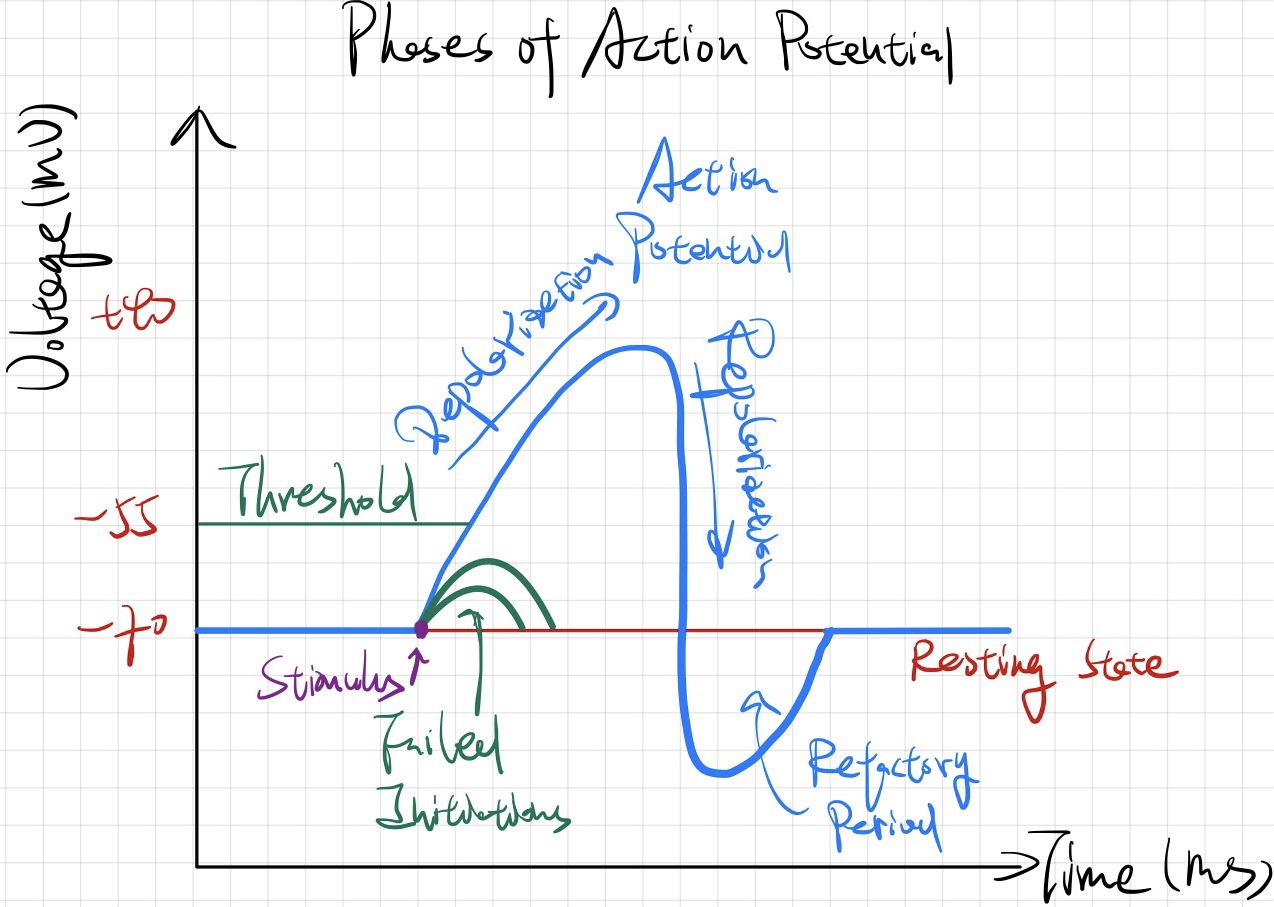 Phases of Action Potential
Voltage (mV)
Action
Potential
Depolarization
+40
Repolarization
Threshold
-55
-70
Stimulus
Resting State
Failed
Initiations
Refactory
Period
Time (ms)